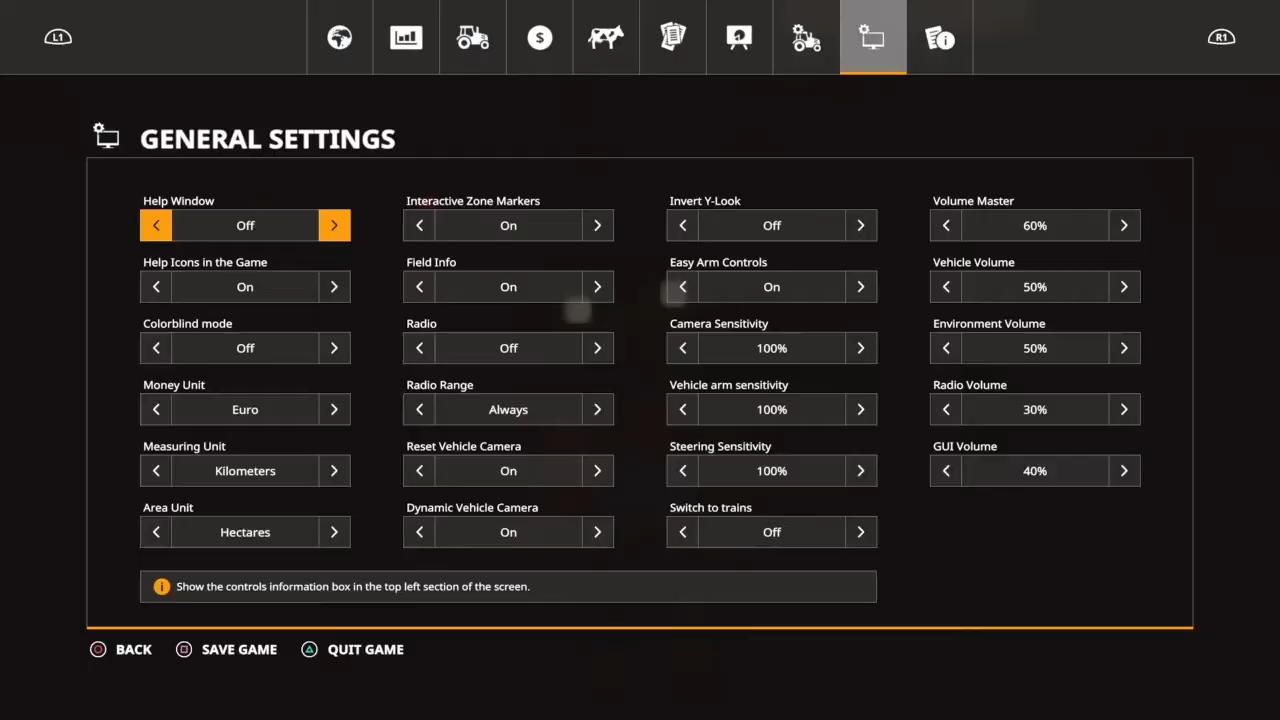 L1
R1
GENERAL SETTINGS
Help Window
Off
Help Icons in the Game
On
Colorblind mode
Off
Money Unit
Euro
Measuring Unit
Kilometers
Area Unit
Hectares
Interactive Zone Markers
On
Field Info
On
Radio
Off
Radio Range
Always
Reset Vehicle Camera
On
Dynamic Vehicle Camera
On
Invert Y-Look
Off
Easy Arm Controls
On
Camera Sensitivity
100%
Vehicle arm sensitivity
100%
Steering Sensitivity
100%
Switch to trains
Off
Volume Master
60%
Vehicle Volume
50%
Environment Volume
50%
Radio Volume
30%
GUI Volume
40%
Show the controls information box in the top left section of the screen.
BACK SAVE GAME QUIT GAME